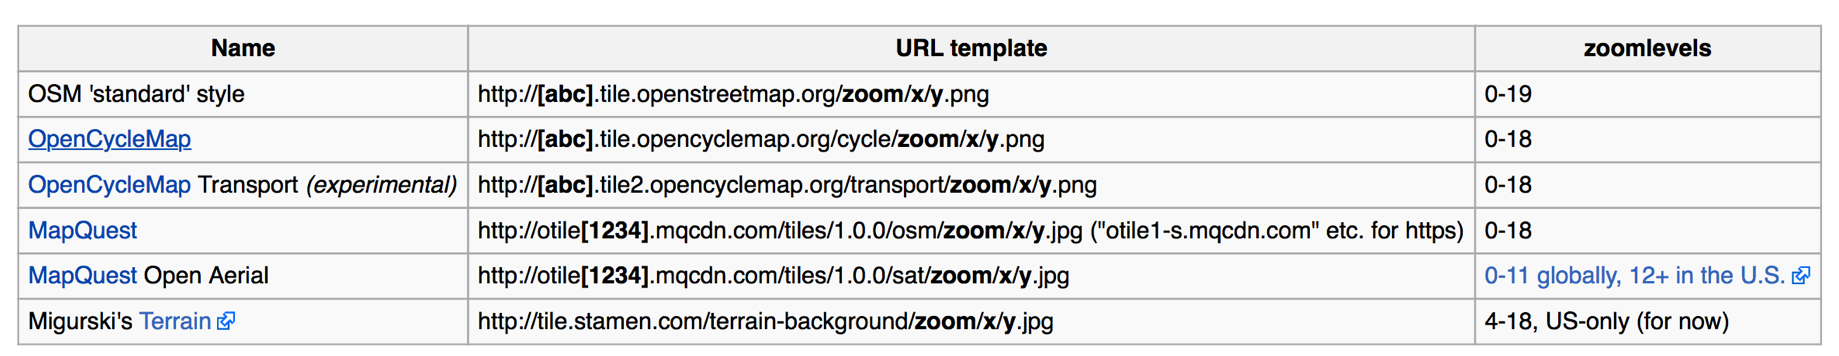 Name URL template zoomlevels
OSM 'standard' style http://[abc].tile.openstreetmap.org/zoom/x/y.png 0-19
OpenCycleMap http://[abc].tile.opencyclemap.org/cycle/zoom/x/y.png 0-18
OpenCycleMap Transport (experimental) http://[abc].tile2.opencyclemap.org/transport/zoom/x/y.png 0-18
MapQuest http://otile[1234].mqcdn.com/tiles/1.0.0/osm/zoom/x/y.jpg ("otile1-s.mqcdn.com" etc. for https) 0-18
MapQuest Open Aerial http://otile[1234].mqcdn.com/tiles/1.0.0/sat/zoom/x/y.jpg 0-11 globally, 12+ in the U.S.
Migurski's Terrain http://tile.stamen.com/terrain-background/zoom/x/y.jpg 4-18, US-only (for now)